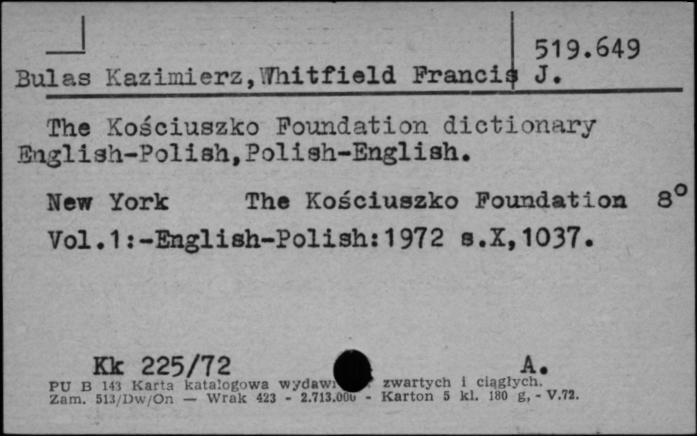 519.649
Bulas Kazimierz,Whitfield Francis J.
The Kościuszko Foundation dictionary
English-Polish,Polish-English.
New York The Kościuszko Foundation 8°
Vol.1:-English-Polish:1972 s.X,1037.
Kk 225/72 A.
PU B 143 Karta katalogowa zwartych i ciągłych.
Zam. 513/Dw/On — Wrak 423 - 2.713.000 - Karton 5 kl. 180 g, - V.72.